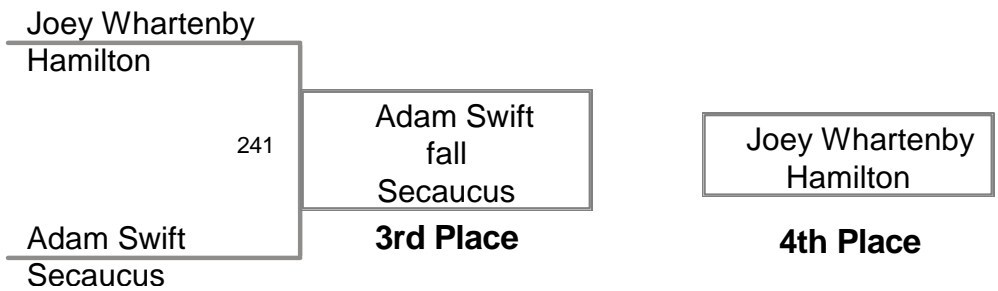 Joey Whartenby
Hamilton
241
Adam Swift
Secaucus
Adam Swift
fall
Secaucus
3rd Place
Joey Whartenby
Hamilton
4th Place